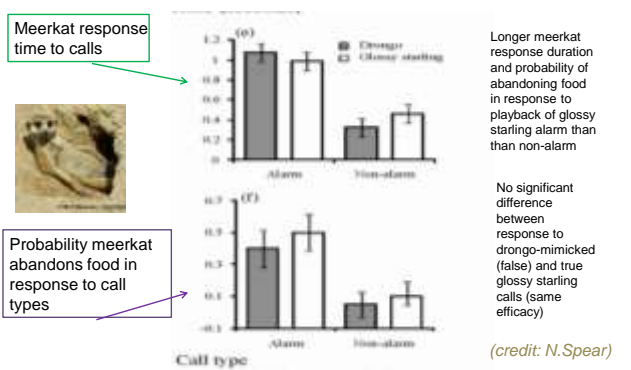 Meerkat response
time to calls
(e)
Drongo
Glossy starling
1.2
1
0.8
0.6
0.4
0.2
0
Alarm
Non-alarm
Longer meerkat
response duration
and probability of
abandoning food
in response to
playback of glossy
starling alarm than
than non-alarm
Probability meerkat
abandons food in
response to call
types
(f)
0.7
0.5
0.3
0.1
-0.1
Alarm
Non-alarm
Call type
No significant
difference
between
response to
drongo-mimicked
(false) and true
glossy starling
calls (same
efficacy)
(credit: N.Spear)